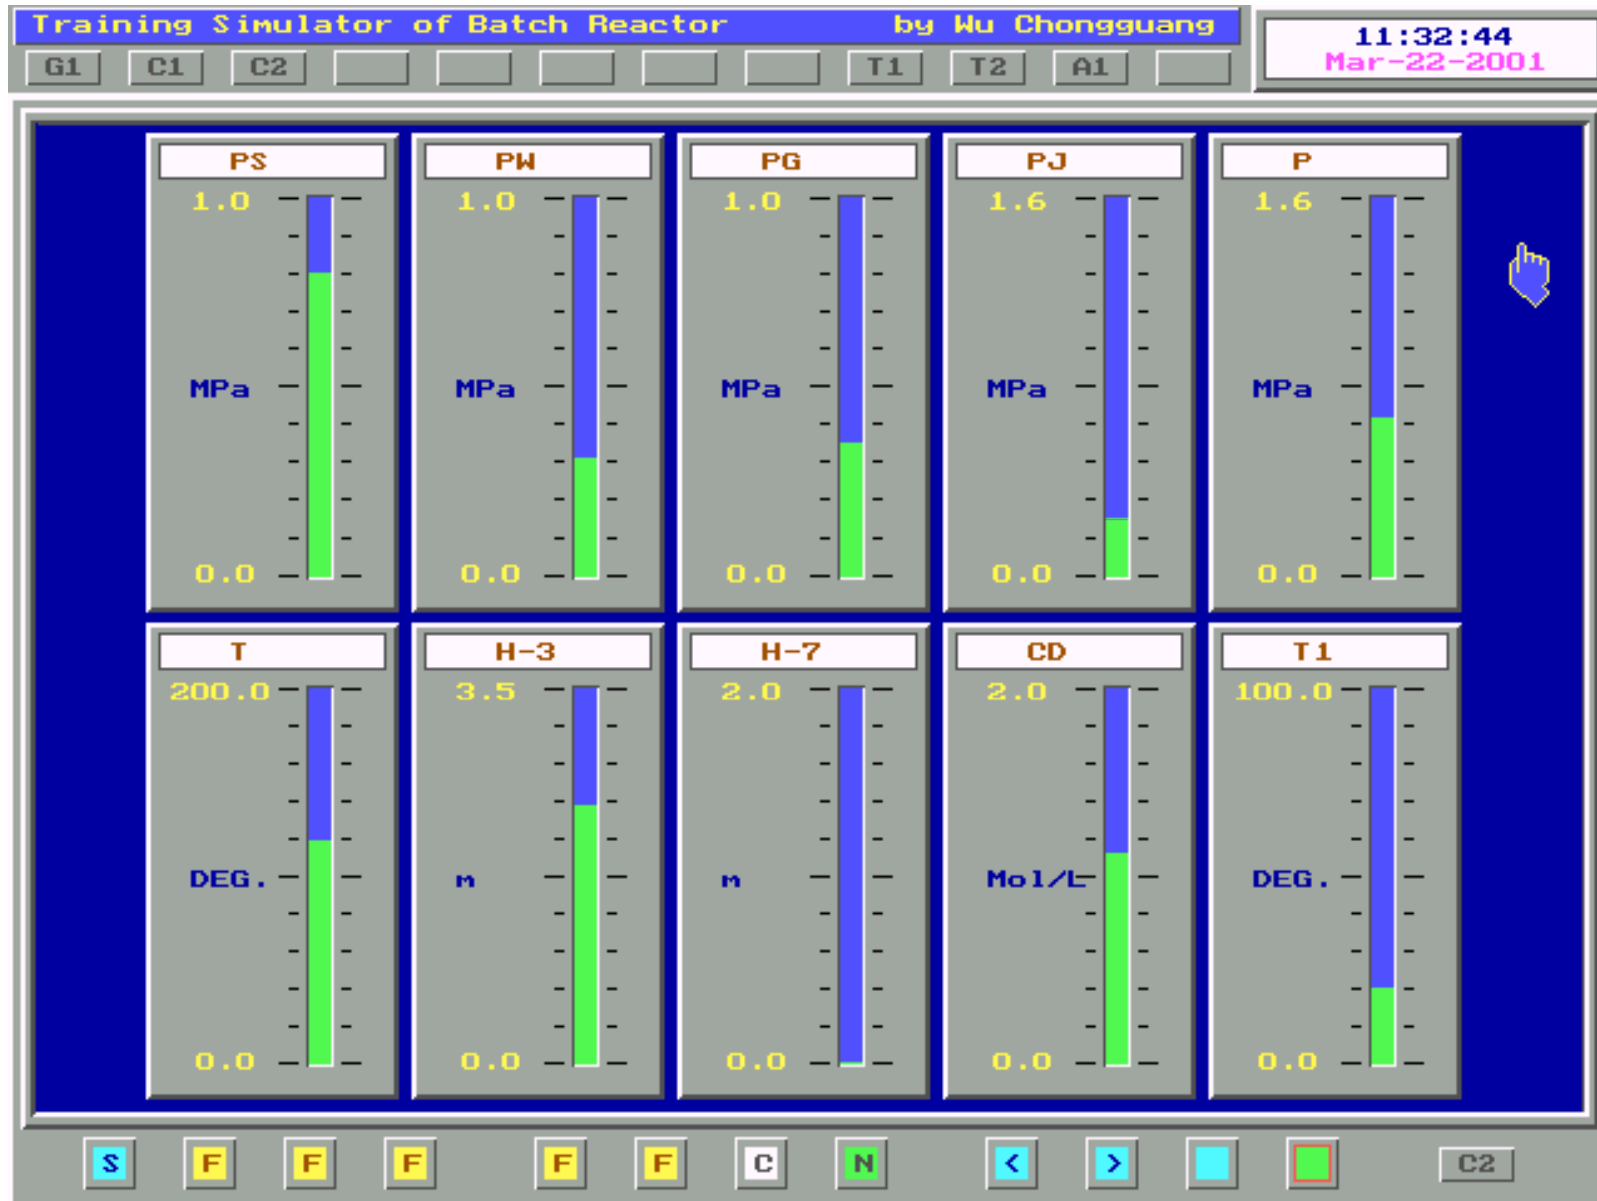 Training Simulator of Batch Reactor by Wu Chongguang
11:32:44
Mar-22-2001
G1 C1 C2 T1 T2 A1
PS PW PG PJ P
1.0 1.0 1.0 1.6 1.6
MPa MPa MPa MPa MPa
0.0 0.0 0.0 0.0 0.0
T H-3 H-7 CD T1
200.0 3.5 2.0 2.0 100.0
DEG. m m Mol/L DEG.
0.0 0.0 0.0 0.0 0.0
S F F F F F C N < > C2